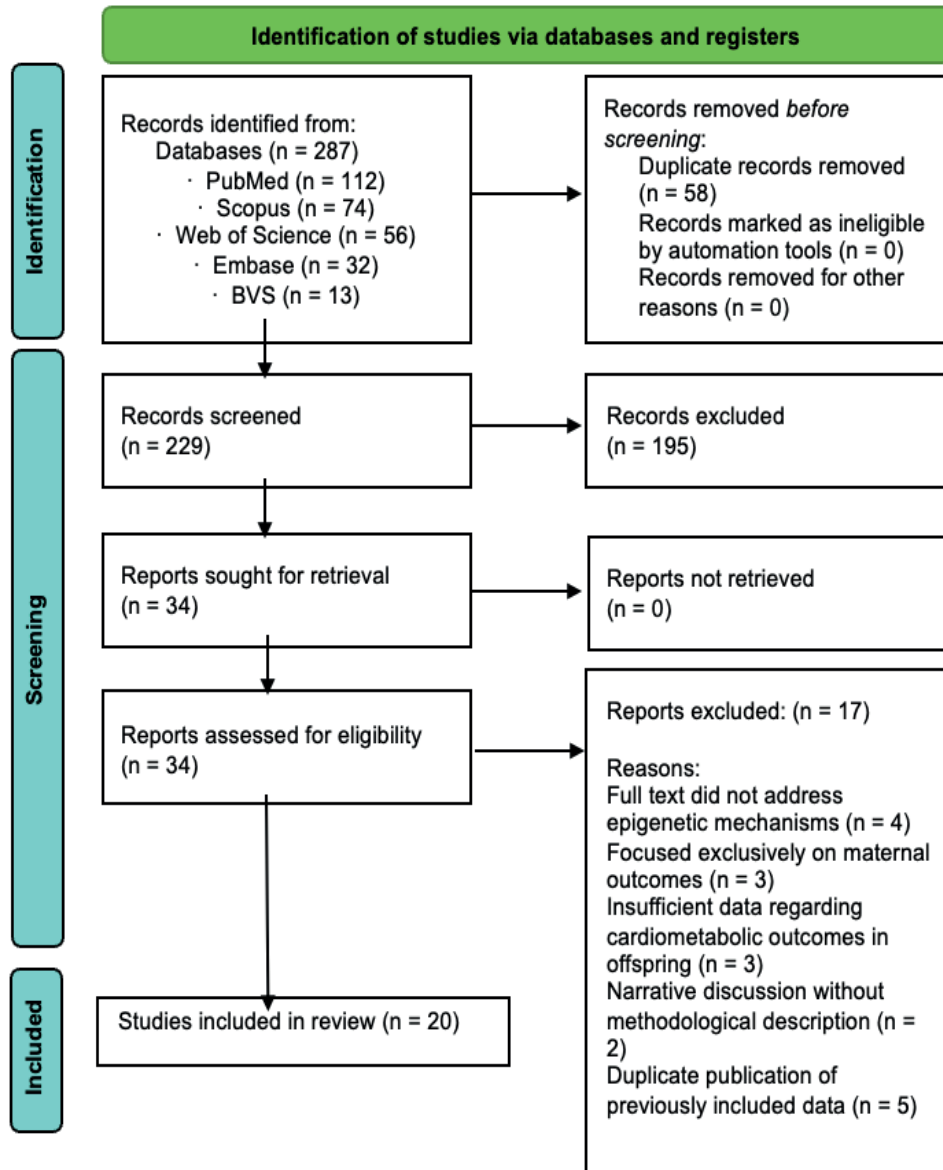 Identification of studies via databases and registers
Identification
Records identified from:
Databases (n = 287)
· PubMed (n = 112)
· Scopus (n = 74)
· Web of Science (n = 56)
· Embase (n = 32)
· BVS (n = 13)
Records removed before
screening:
Duplicate records removed
(n = 58)
Records marked as ineligible
by automation tools (n = 0)
Records removed for other
reasons (n = 0)
Screening
Records screened
(n = 229)
Records excluded
(n = 195)
Reports sought for retrieval
(n = 34)
Reports not retrieved
(n = 0)
Reports assessed for eligibility
(n = 34)
Reports excluded: (n = 17)
Reasons:
Full text did not address
epigenetic mechanisms (n = 4)
Focused exclusively on maternal
outcomes (n = 3)
Insufficient data regarding
cardiometabolic outcomes in
offspring (n = 3)
Narrative discussion without
methodological description (n =
2)
Duplicate publication of
previously included data (n = 5)
Included
Studies included in review (n = 20)